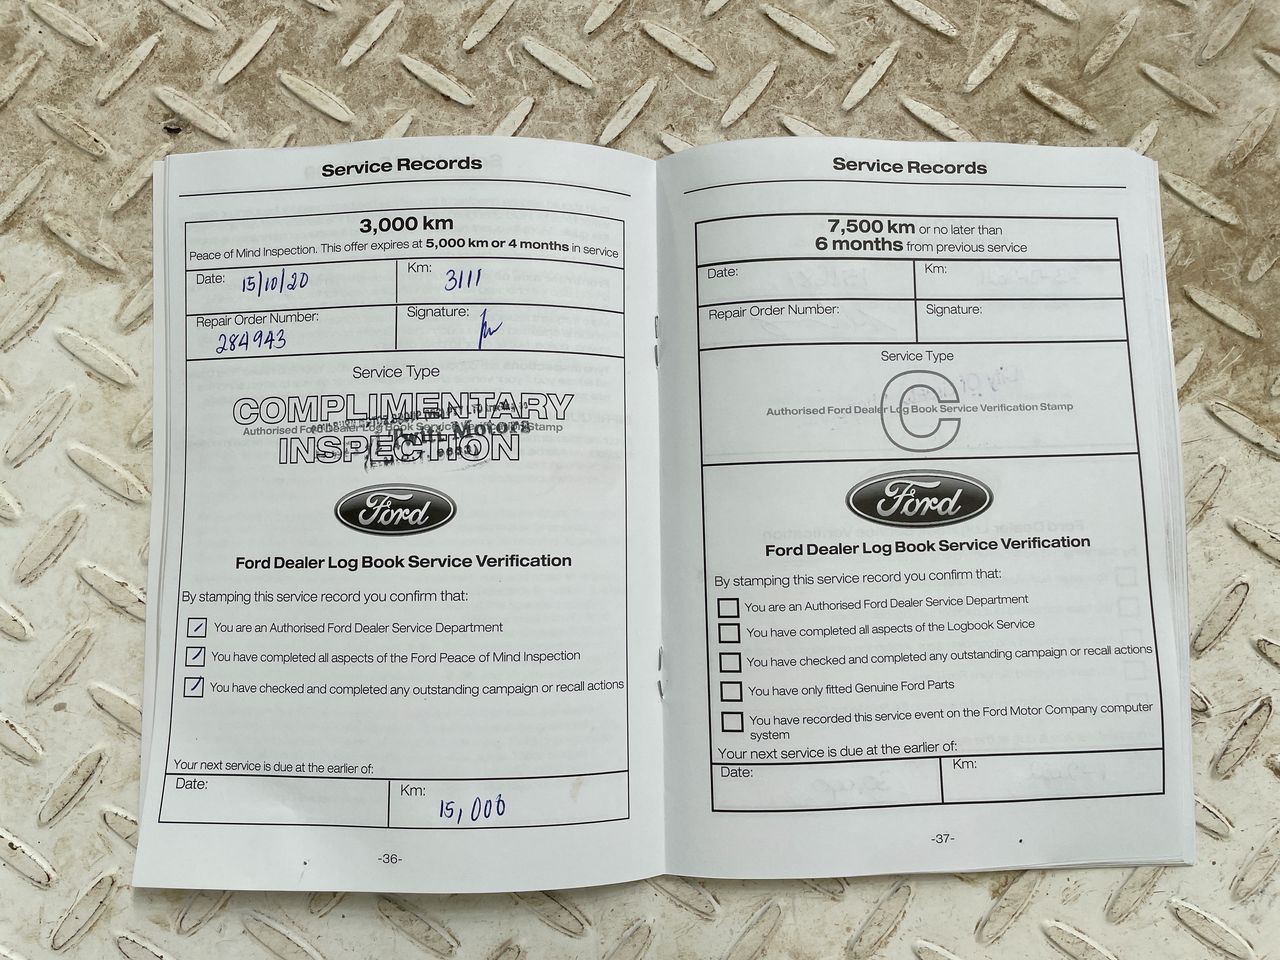 Service Records
3,000 km
Peace of Mind Inspection. This offer expires at 5,000 km or 4 months in service
Date: 15/10/20
Km: 3111
Repair Order Number: 284943
Signature:
Service Type
COMPLIMENTARY
Authorised Ford Dealer Log Book Service Verification Stamp
INSPECTION
Motors
Ford
Ford Dealer Log Book Service Verification
By stamping this service record you confirm that:
You are an Authorised Ford Dealer Service Department
You have completed all aspects of the Ford Peace of Mind Inspection
You have checked and completed any outstanding campaign or recall actions
Your next service is due at the earlier of:
Date:
Km: 15,000
-36-
Service Records
7,500 km or no later than
6 months from previous service
Date:
Km:
Repair Order Number:
Signature:
Service Type
C
Authorised Ford Dealer Log Book Service Verification Stamp
Ford
Ford Dealer Log Book Service Verification
By stamping this service record you confirm that:
You are an Authorised Ford Dealer Service Department
You have completed all aspects of the Logbook Service
You have checked and completed any outstanding campaign or recall actions
You have only fitted Genuine Ford Parts
You have recorded this service event on the Ford Motor Company computer
system
Your next service is due at the earlier of:
Date:
Km:
-37-